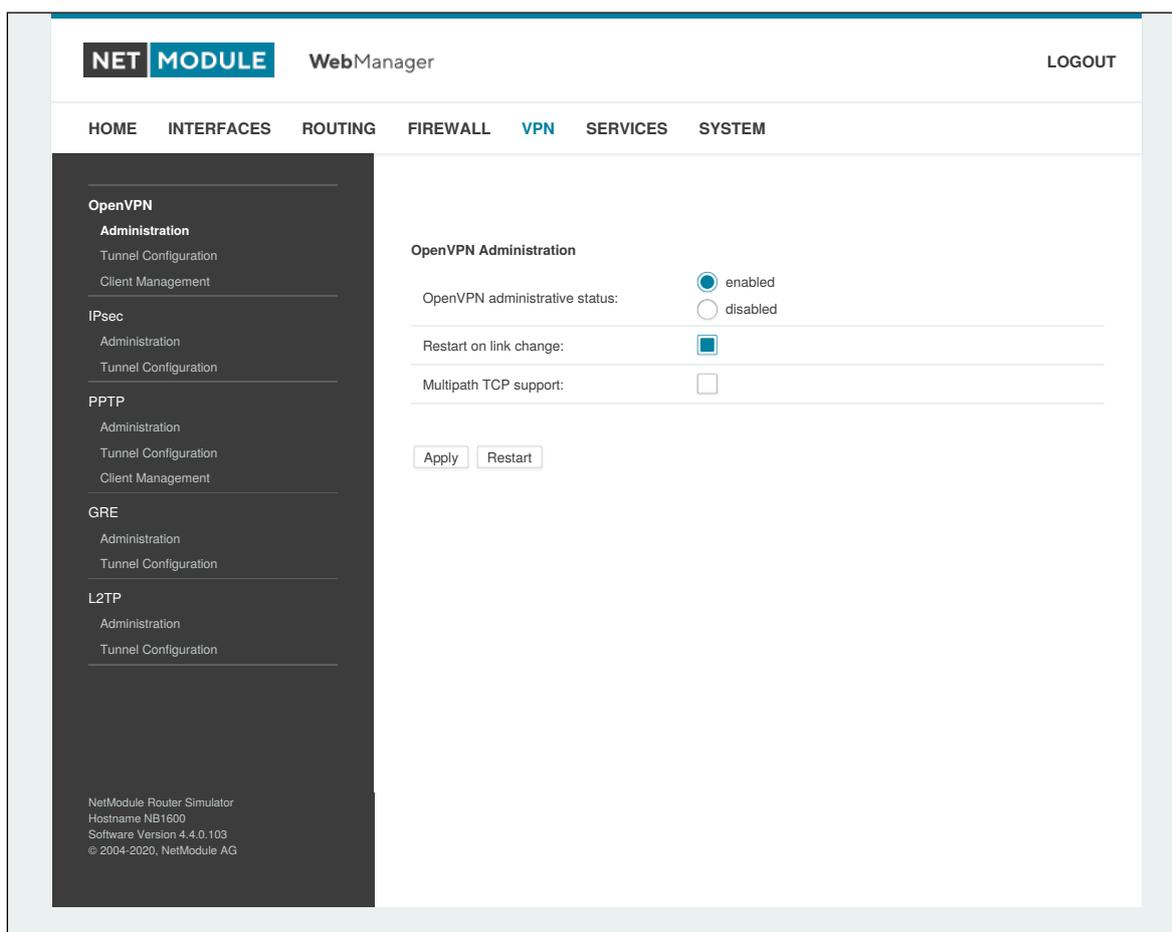 NET MODULE WebManager LOGOUT
HOME INTERFACES ROUTING FIREWALL VPN SERVICES SYSTEM
OpenVPN
Administration
Tunnel Configuration
Client Management
IPsec
Administration
Tunnel Configuration
PPTP
Administration
Tunnel Configuration
Client Management
GRE
Administration
Tunnel Configuration
L2TP
Administration
Tunnel Configuration
NetModule Router Simulator
Hostname NB1600
Software Version 4.4.0.103
© 2004-2020, NetModule AG
OpenVPN Administration
OpenVPN administrative status:
enabled
disabled
Restart on link change:
Multipath TCP support:
Apply Restart